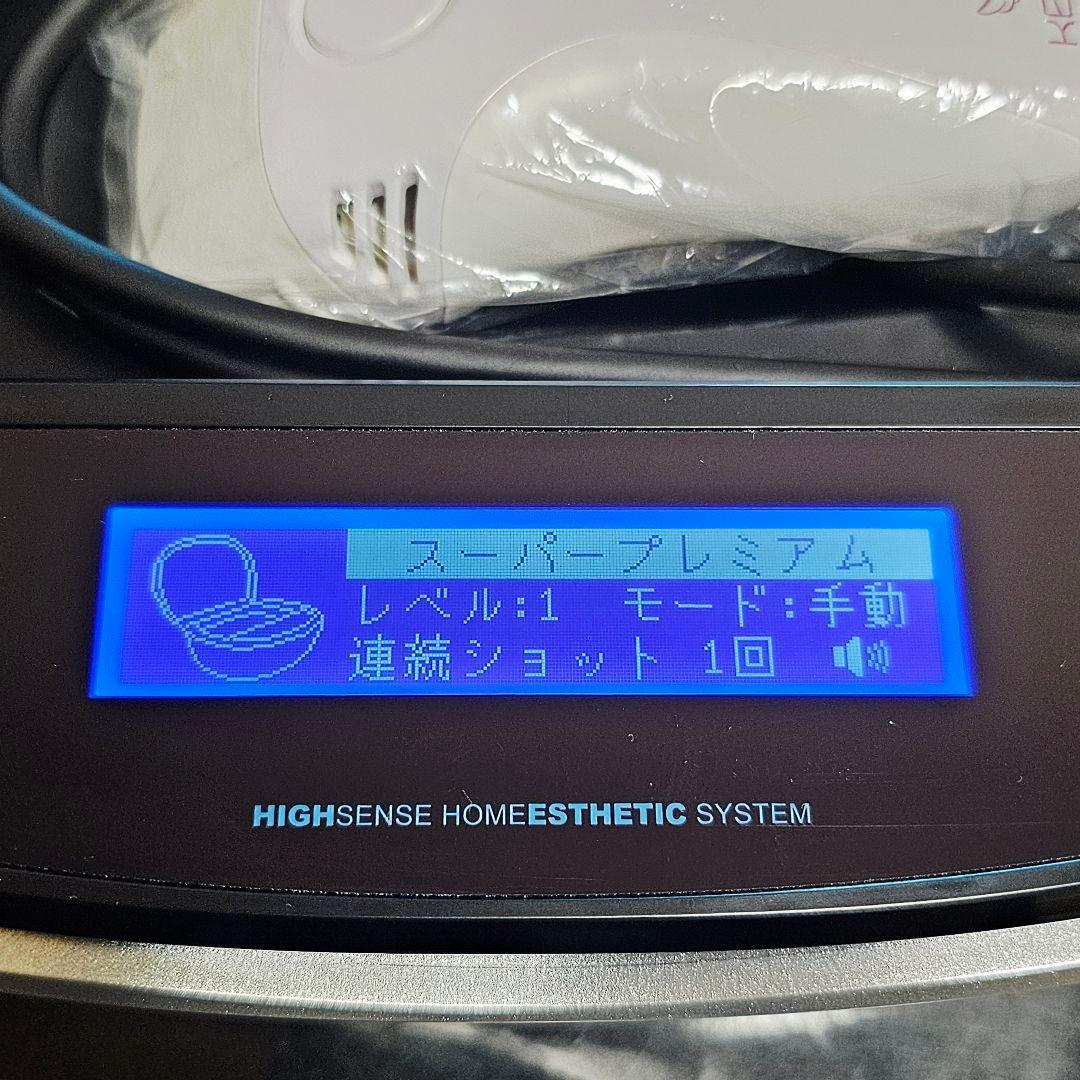 スーパープレミアム
レベル:1 モード:手動
連続ショット 1回
HIGHSENSE HOMEESTHETIC SYSTEM